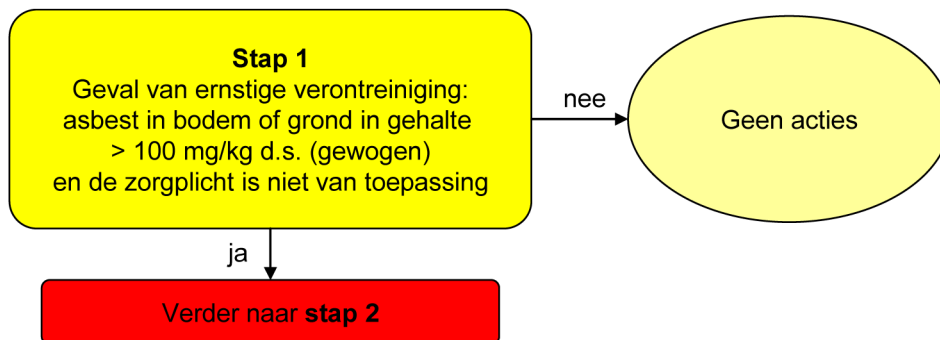 Stap 1
Geval van ernstige verontreiniging:
asbest in bodem of grond in gehalte
> 100 mg/kg d.s. (gewogen)
en de zorgplicht is niet van toepassing
nee
Geen acties
ja
Verder naar stap 2